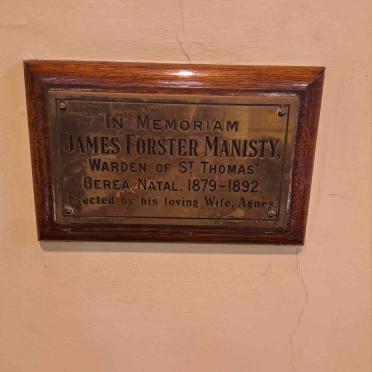 IN MEMORIAM
JAMES FORSTER MANISTY,
WARDEN OF ST THOMAS'
BEREA, NATAL. 1879-1892.
Erected by his loving Wife, Agnes.